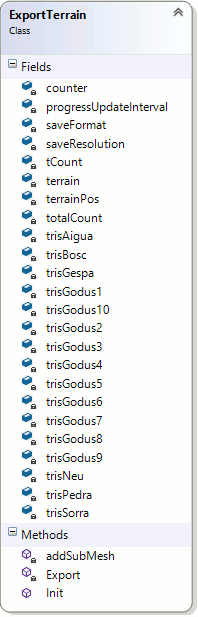 ExportTerrain
Class
Fields
counter
progressUpdateInterval
saveFormat
saveResolution
tCount
terrain
terrainPos
totalCount
trisAigua
trisBosc
trisGespa
trisGodus1
trisGodus10
trisGodus2
trisGodus3
trisGodus4
trisGodus5
trisGodus6
trisGodus7
trisGodus8
trisGodus9
trisNeu
trisPedra
trisSorra
Methods
addSubMesh
Export
Init